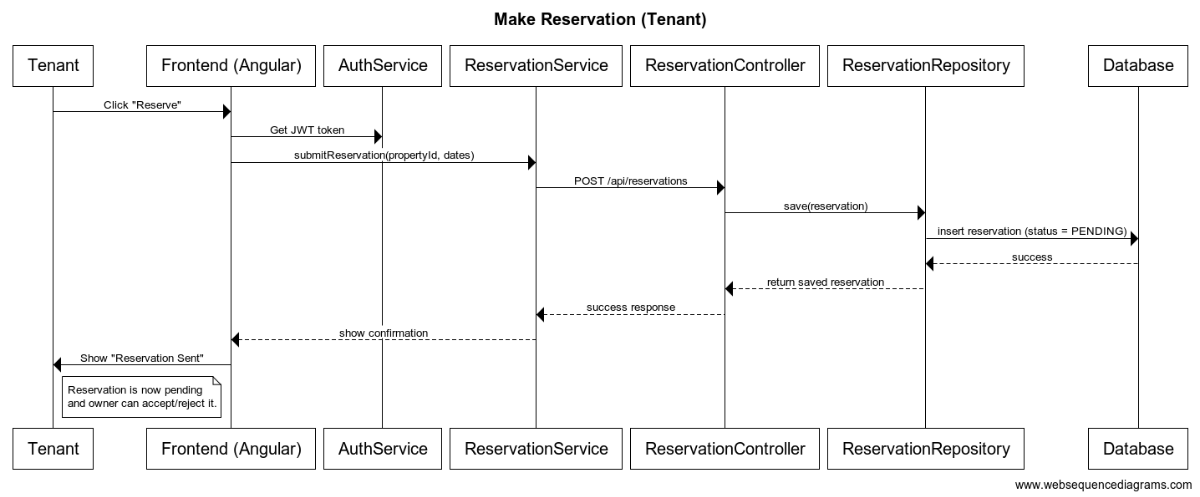 Make Reservation (Tenant)
Tenant
Frontend (Angular)
AuthService
ReservationService
ReservationController
ReservationRepository
Database
Click "Reserve"
Get JWT token
submitReservation(propertyId, dates)
POST /api/reservations
save(reservation)
insert reservation (status = PENDING)
success
return saved reservation
success response
show confirmation
Show "Reservation Sent"
Reservation is now pending
and owner can accept/reject it.
Tenant
Frontend (Angular)
AuthService
ReservationService
ReservationController
ReservationRepository
Database
www.websequencediagrams.com